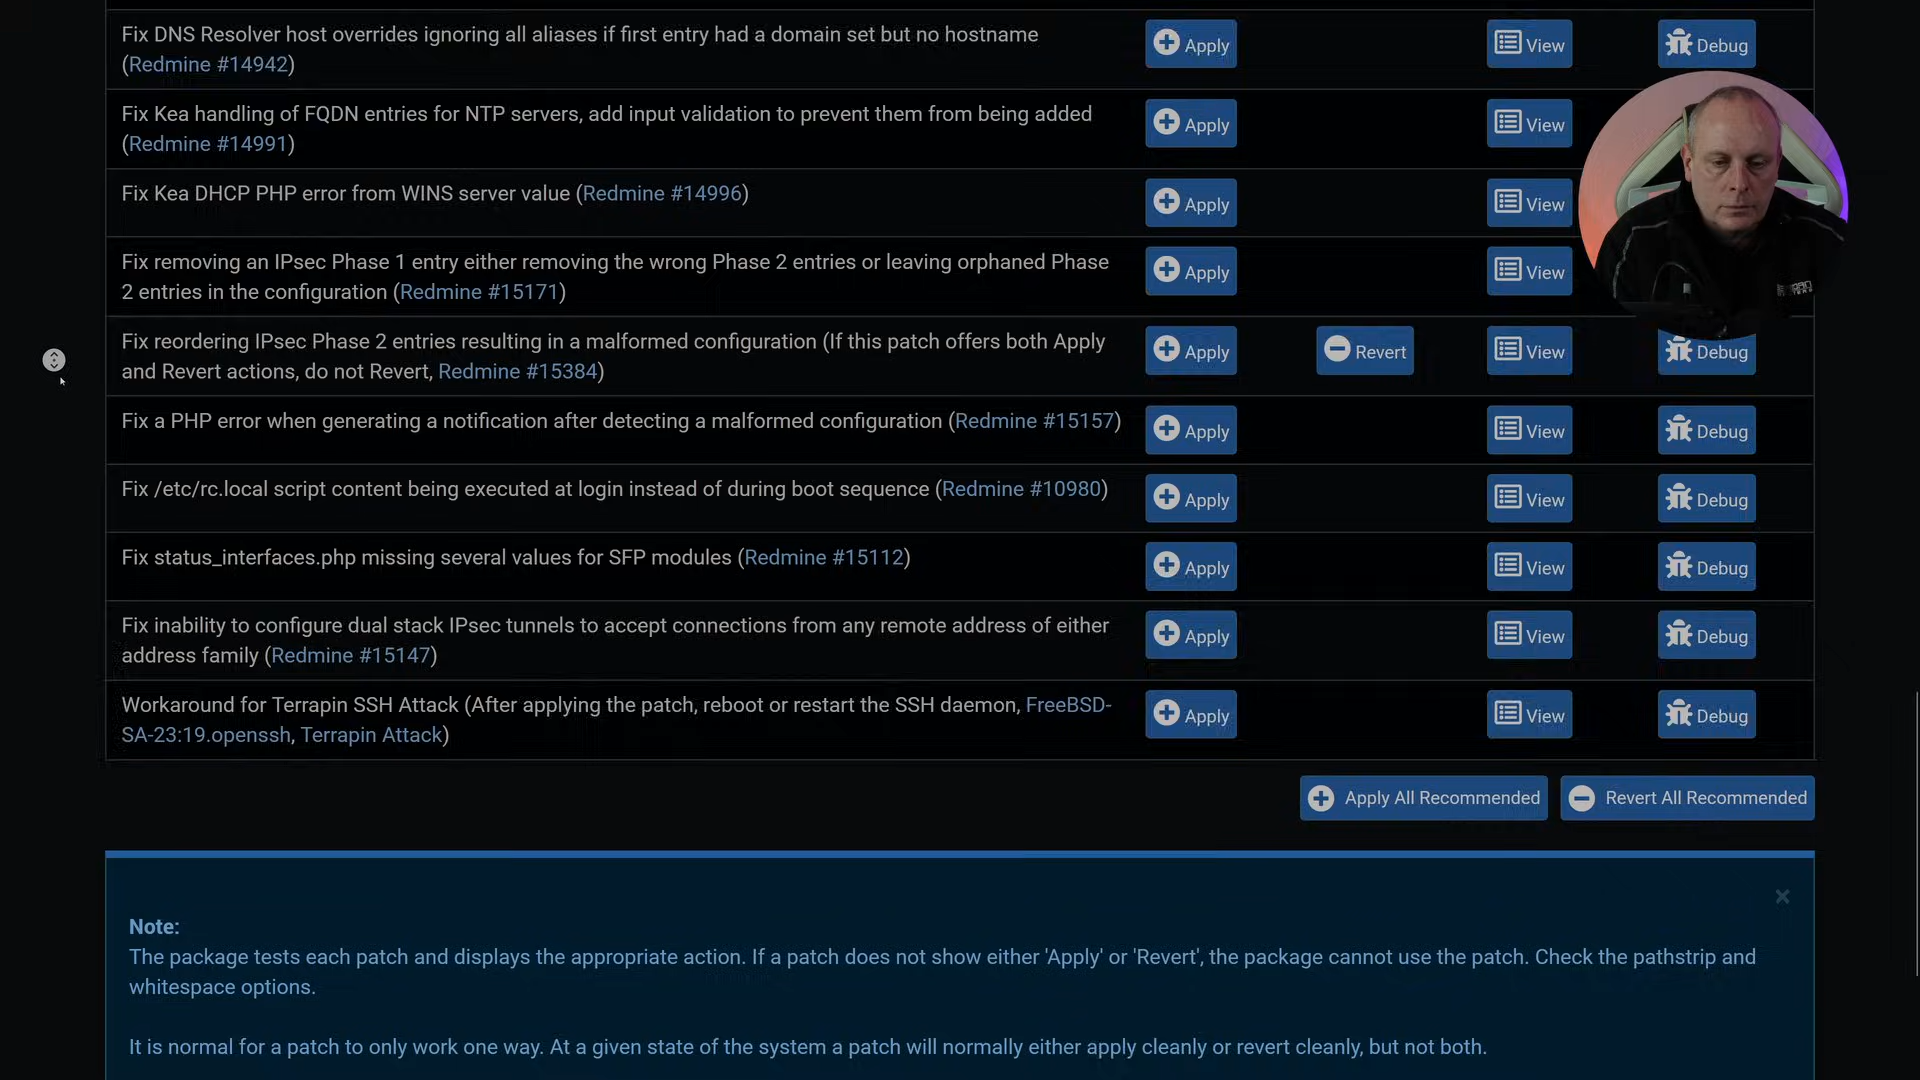 Fix DNS Resolver host overrides ignoring all aliases if first entry had a domain set but no hostname
(Redmine #14942)
Apply
View
Debug
Fix Kea handling of FQDN entries for NTP servers, add input validation to prevent them from being added
(Redmine #14991)
Apply
View
Fix Kea DHCP PHP error from WINS server value (Redmine #14996)
Apply
View
Fix removing an IPsec Phase 1 entry either removing the wrong Phase 2 entries or leaving orphaned Phase
2 entries in the configuration (Redmine #15171)
Apply
View
Fix reordering IPsec Phase 2 entries resulting in a malformed configuration (If this patch offers both Apply
and Revert actions, do not Revert, Redmine #15384)
Apply
Revert
View
Debug
Fix a PHP error when generating a notification after detecting a malformed configuration (Redmine #15157)
Apply
View
Debug
Fix /etc/rc.local script content being executed at login instead of during boot sequence (Redmine #10980)
Apply
View
Debug
Fix status_interfaces.php missing several values for SFP modules (Redmine #15112)
Apply
View
Debug
Fix inability to configure dual stack IPsec tunnels to accept connections from any remote address of either
address family (Redmine #15147)
Apply
View
Debug
Workaround for Terrapin SSH Attack (After applying the patch, reboot or restart the SSH daemon, FreeBSD-
SA-23:19.openssh, Terrapin Attack)
Apply
View
Debug
Apply All Recommended
Revert All Recommended
Note:
The package tests each patch and displays the appropriate action. If a patch does not show either 'Apply' or 'Revert', the package cannot use the patch. Check the pathstrip and
whitespace options.
It is normal for a patch to only work one way. At a given state of the system a patch will normally either apply cleanly or revert cleanly, but not both.